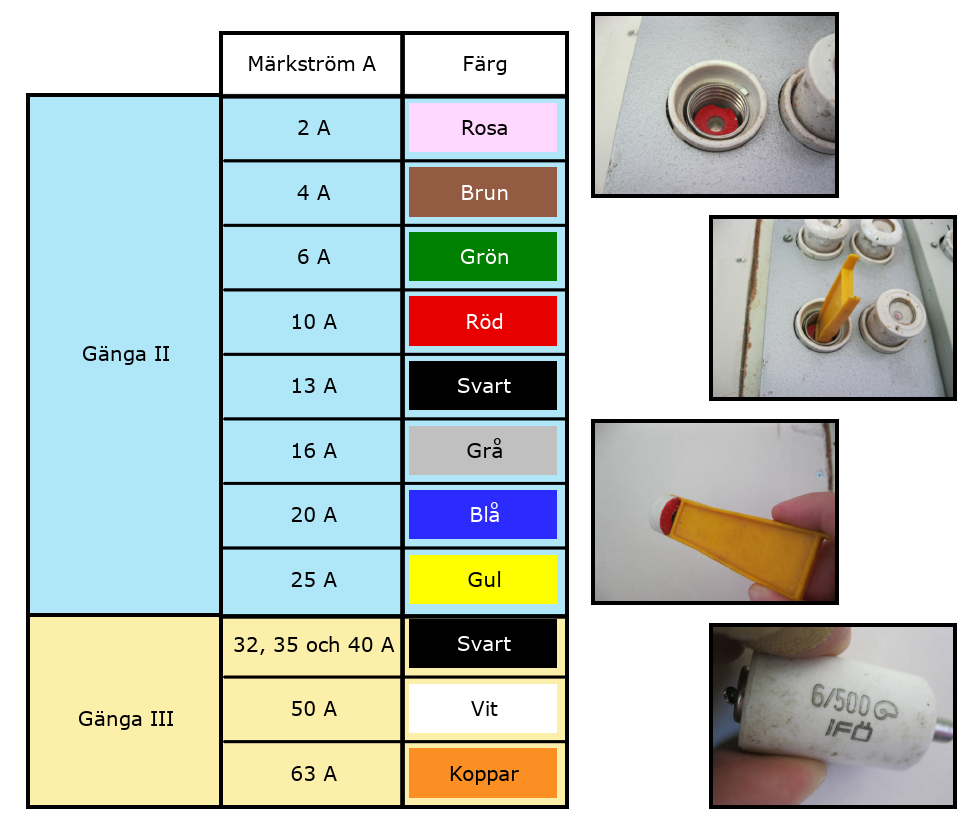 Märkström A Färg
Gänga II
2 A Rosa
4 A Brun
6 A Grön
10 A Röd
13 A Svart
16 A Grå
20 A Blå
25 A Gul
Gänga III
32, 35 och 40 A Svart
50 A Vit
63 A Koppar
6/500
IFÖ